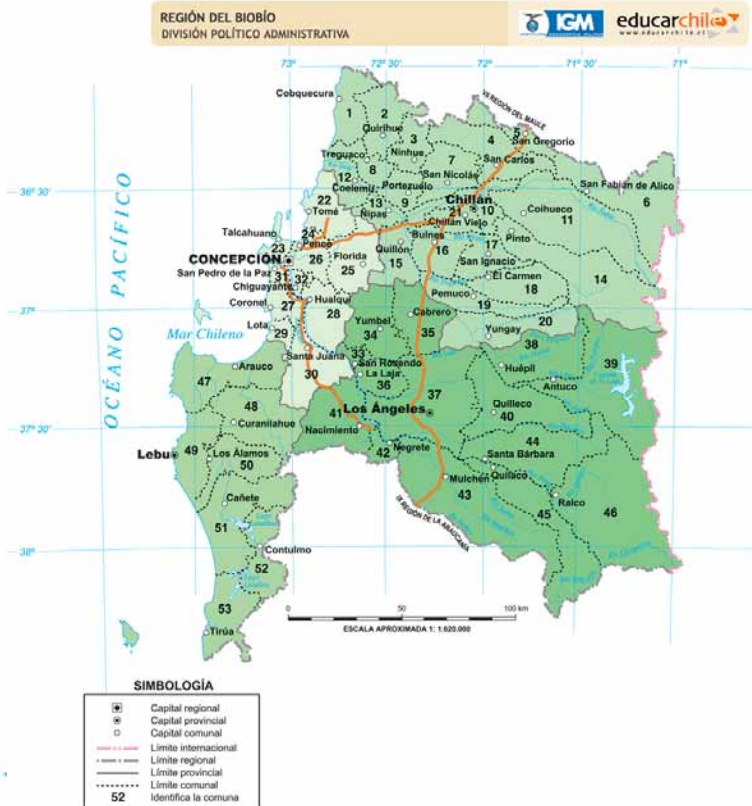 REGIÓN DEL BIOBÍO
DIVISIÓN POLÍTICO ADMINISTRATIVA
IGM
educarchile
www.educarchile.cl
73° 72° 30' 72° 71° 30' 71°
Cobquecura
VII REGIÓN DEL MAULE
1 2
Quirihue
3 4 5
San Gregorio
Ninhue
Treguaco
8 7
San Carlos
San Nicolás
12
Coelemu
Portezuelo
36° 30'
San Fabián de Alico
6
13 9
Chillán
22
Tomé
Ñipas
21 10
Coihueco
11
Chillán Viejo
Talcahuano
24
Penco
23
Bulnes
Pinto
17
26
Quillón
16
CONCEPCIÓN
Florida
25 15
San Ignacio
San Pedro de la Paz
31 32
El Carmen
14
Chiguayante
18
Pemuco
27
Hualqui
19
37°
Coronel
28
Cabrero
20
Lota
Yumbel
35
Yungay
29
34
38
Mar Chileno
33
San Rosendo
Santa Juana
39
Arauco
30
La Laja
Huépil
36
Antuco
47
37
48
41
Los Ángeles
Quilleco
40
Curanilahue
37° 30'
Nacimiento
44
49
Lebu
Los Álamos
50
42
Negrete
Santa Bárbara
Quilaco
Mulchén
43
Cañete
Ralco
45 46
51
IX REGIÓN DE LA ARAUCANÍA
38°
Contulmo
52
53
Tirúa
OCÉANO PACÍFICO
0 50 100 km
ESCALA APROXIMADA 1: 1:620.000
SIMBOLOGÍA
Capital regional
Capital provincial
Capital comunal
Límite internacional
Límite regional
Límite provincial
Límite comunal
52 Identifica la comuna